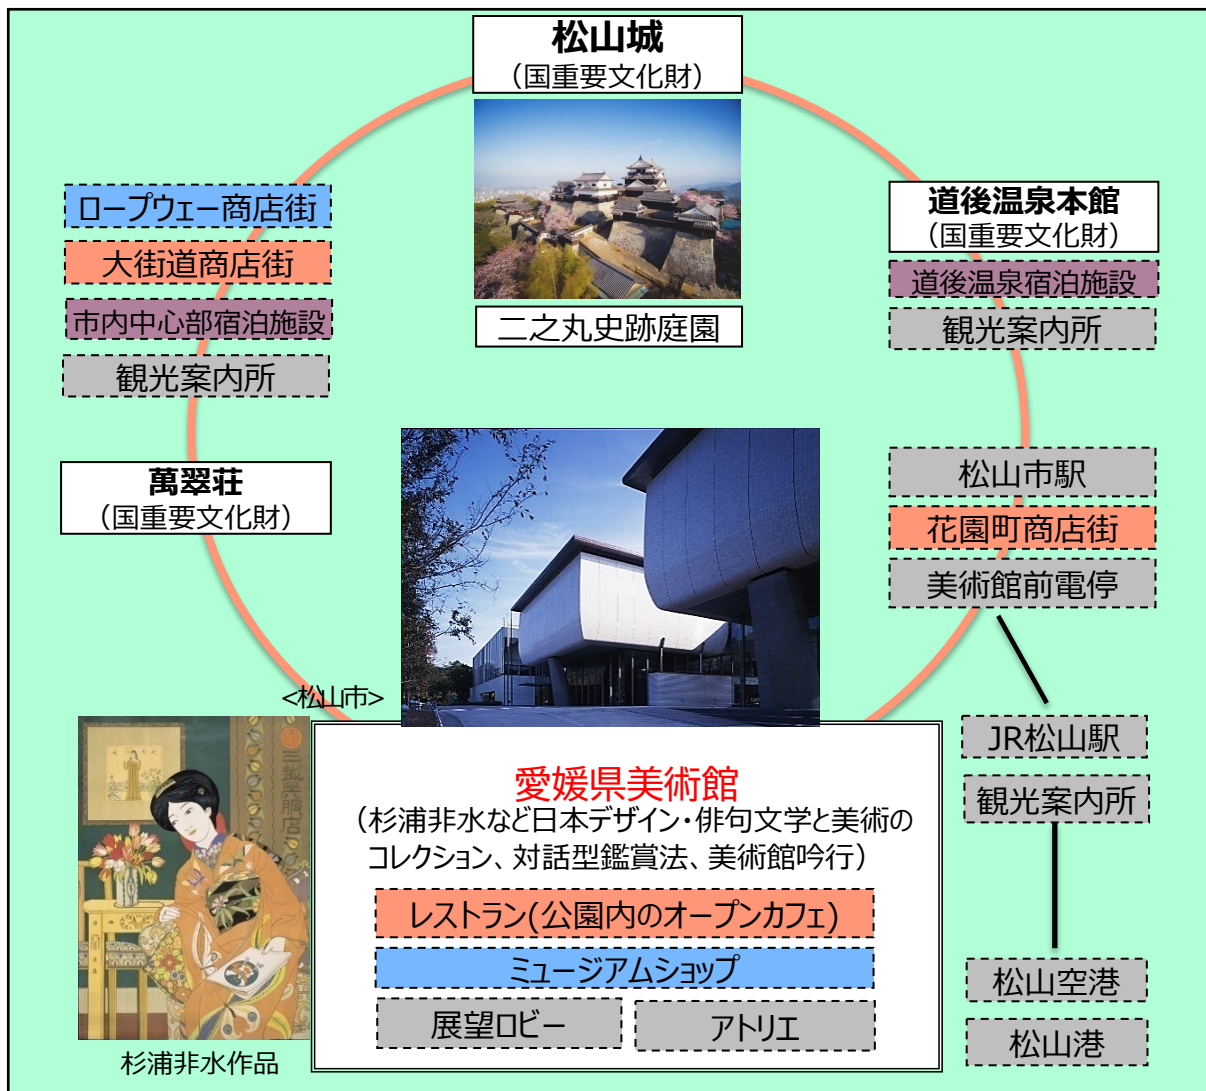 松山城
（国重要文化財）
二之丸史跡庭園
ロープウェー商店街
大街道商店街
市内中心部宿泊施設
観光案内所
萬翠荘
（国重要文化財）
道後温泉本館
（国重要文化財）
道後温泉宿泊施設
観光案内所
松山市駅
花園町商店街
美術館前電停
JR松山駅
観光案内所
松山空港
松山港
<松山市>
愛媛県美術館
（杉浦非水など日本デザイン・俳句文学と美術の
コレクション、対話型鑑賞法、美術館吟行）
レストラン(公園内のオープンカフェ)
ミュージアムショップ
展望ロビー
アトリエ
三越呉服店
杉浦非水作品